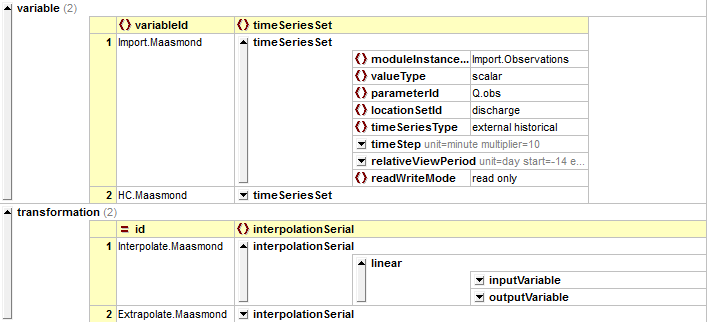 variable (2)
variableId timeSeriesSet
1 Import.Maasmond timeSeriesSet
moduleInstance... Import.Observations
valueType scalar
parameterId Q.obs
locationSetId discharge
timeSeriesType external historical
timeStep unit=minute multiplier=10
relativeViewPeriod unit=day start=-14 e...
readWriteMode read only
2 HC.Maasmond timeSeriesSet
transformation (2)
= id interpolationSerial
1 Interpolate.Maasmond interpolationSerial
linear
inputVariable
outputVariable
2 Extrapolate.Maasmond interpolationSerial